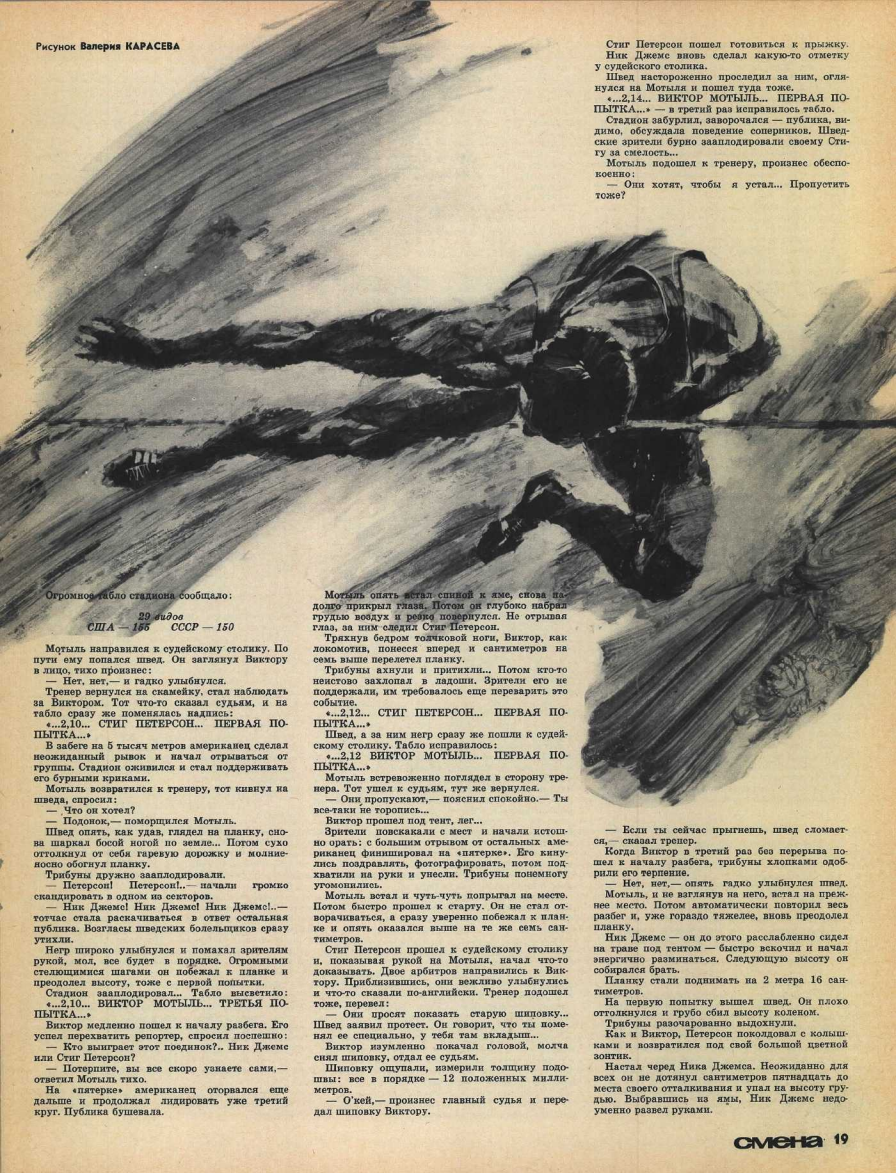 Рисунок Валерия КАРАСЕВА
Стиг Петерсон пошел готовиться к прыжку.
Ник Джемс вновь сделал какую-то отметку
у судейского столика.
Швед настороженно проследил за ним, огля-
нулся на Мотыля и пошел туда тоже.
«...2,14... ВИКТОР МОТЫЛЬ... ПЕРВАЯ ПО-
ПЫТКА...» — в третий раз исправилось табло.
Стадион забурлил, заворочался — публика, ви-
димо, обсуждала поведение соперников. Швед-
ские зрители бурно зааплодировали своему Сти-
гу за смелость...
Мотыль подошел к тренеру, произнес обеспо-
коенно:
— Они хотят, чтобы я устал... Пропустить
тоже?
Огромное табло стадиона сообщало:
29 видов
США — 155 СССР — 150
Мотыль направился к судейскому столику. По
пути ему попался швед. Он заглянул Виктору
в лицо, тихо произнес:
— Нет, нет,— и гадко улыбнулся.
Тренер вернулся на скамейку, стал наблюдать
за Виктором. Тот что-то сказал судьям, и на
табло сразу же поменялась надпись:
«...2,10... СТИГ ПЕТЕРСОН... ПЕРВАЯ ПО-
ПЫТКА...»
В забеге на 5 тысяч метров американец сделал
неожиданный рывок и начал отрываться от
группы. Стадион оживился и стал поддерживать
его бурными криками.
Мотыль возвратился к тренеру, тот кивнул на
шведа, спросил:
— Что он хотел?
— Подонок,— поморщился Мотыль.
Швед опять, как удав, глядел на планку, сно-
ва шаркал босой ногой по земле... Потом сухо
оттолкнул от себя гаревую дорожку и молние-
носно обогнул планку.
Трибуны дружно зааплодировали.
— Петерсон! Петерсон!..— начали громко
скандировать в одном из секторов.
— Ник Джемс! Ник Джемс! Ник Джемс!..—
тотчас стала раскачиваться в ответ остальная
публика. Возгласы шведских болельщиков сразу
утихли.
Негр широко улыбнулся и помахал зрителям
рукой, мол, все будет в порядке. Огромными
стелющимися шагами он побежал к планке и
преодолел высоту, тоже с первой попытки.
Стадион зааплодировал... Табло высветило:
«...2,10... ВИКТОР МОТЫЛЬ... ТРЕТЬЯ ПО-
ПЫТКА...»
Виктор медленно пошел к началу разбега. Его
успел перехватить репортер, спросил поспешно:
— Кто выиграет этот поединок?.. Ник Джемс
или Стиг Петерсон?
— Потерпите, вы все скоро узнаете сами,—
ответил Мотыль тихо.
На «пятерке» американец оторвался еще
дальше и продолжал лидировать уже третий
круг. Публика бушевала.
Мотыль опять встал спиной к яме, снова на-
долго прикрыл глаза. Потом он глубоко набрал
грудью воздух и резко повернулся. Не отрывая
глаз, за ним следил Стиг Петерсон.
Тряхнув бедром толчковой ноги, Виктор, как
локомотив, понесся вперед и сантиметров на
семь выше перелетел планку.
Трибуны ахнули и притихли... Потом кто-то
неистово захлопал в ладоши. Зрители его не
поддержали, им требовалось еще переварить это
событие.
«...2,12... СТИГ ПЕТЕРСОН... ПЕРВАЯ ПО-
ПЫТКА...»
Швед, а за ним негр сразу же пошли к судей-
скому столику. Табло исправилось:
«...2,12 ВИКТОР МОТЫЛЬ... ПЕРВАЯ ПО-
ПЫТКА...»
Мотыль встревоженно поглядел в сторону тре-
нера. Тот ушел к судьям, тут же вернулся.
— Они пропускают,— пояснил спокойно.— Ты
все-таки не торопись...
Виктор прошел под тент, лег...
Зрители повскакали с мест и начали истош-
но орать: с большим отрывом от остальных аме-
риканец финишировал на «пятерке». Его кину-
лись поздравлять, фотографировать, потом под-
хватили на руки и унесли. Трибуны понемногу
угомонились.
Мотыль встал и чуть-чуть попрыгал на месте.
Потом быстро прошел к старту. Он не стал от-
ворачиваться, а сразу уверенно побежал к план-
ке и опять оказался выше на те же семь сан-
тиметров.
Стиг Петерсон прошел к судейскому столику
и, показывая рукой на Мотыля, начал что-то
доказывать. Двое арбитров направились к Вик-
тору. Приблизившись, они вежливо улыбнулись
и что-то сказали по-английски. Тренер подошел
тоже, перевел:
— Они просят показать старую шиповку...
Швед заявил протест. Он говорит, что ты поме-
нял ее специально, у тебя там вкладыш...
Виктор изумленно покачал головой, молча
снял шиповку, отдал ее судьям.
Шиповку ощупали, измерили толщину подо-
швы: все в порядке — 12 положенных милли-
метров.
— О'кей,— произнес главный судья и пере-
дал шиповку Виктору.
— Если ты сейчас прыгнешь, швед сломает-
ся,— сказал тренер.
Когда Виктор в третий раз без перерыва по-
шел к началу разбега, трибуны хлопками одоб-
рили его терпение.
— Нет, нет,— опять гадко улыбнулся швед.
Мотыль, и не взглянув на него, встал на преж-
нее место. Потом автоматически повторил весь
разбег и, уже гораздо тяжелее, вновь преодолел
планку.
Ник Джемс — он до этого расслабленно сидел
на траве под тентом — быстро вскочил и начал
энергично разминаться. Следующую высоту он
собирался брать.
Планку стали поднимать на 2 метра 16 сан-
тиметров.
На первую попытку вышел швед. Он плохо
оттолкнулся и грубо сбил высоту коленом.
Трибуны разочарованно выдохнули.
Как и Виктор, Петерсон поколдовал с колыш-
ками и возвратился под свой большой цветной
зонтик.
Настал черед Ника Джемса. Неожиданно для
всех он не дотянул сантиметров пятнадцать до
места своего отталкивания и упал на высоту гру-
дью. Выбравшись из ямы, Ник Джемс недо-
уменно развел руками.
смена 19